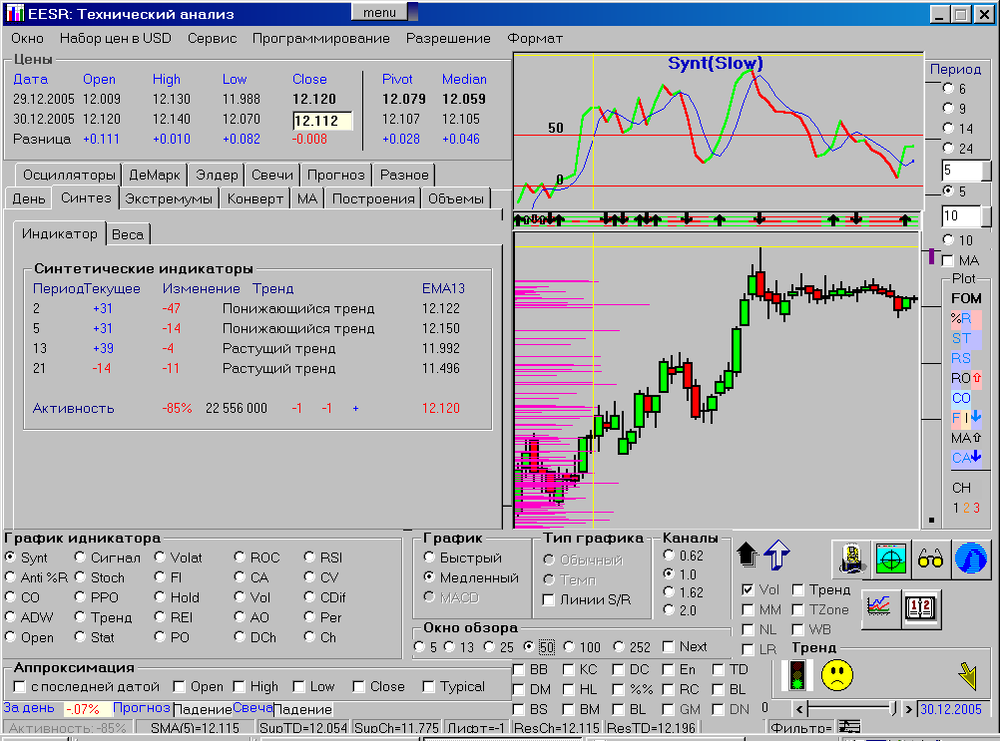 EESR: Технический анализ
menu
Окно Набор цен в USD Сервис Программирование Разрешение Формат
Цены
Дата Open High Low Close Pivot Median
29.12.2005 12.009 12.130 11.988 12.120 12.079 12.059
30.12.2005 12.120 12.140 12.070 12.112 12.107 12.105
Разница +0.111 +0.010 +0.082 -0.008 +0.028 +0.046
Осцилляторы ДеМарк Элдер Свечи Прогноз Разное
День Синтез Экстремумы Конверт МА Построения Объемы
Индикатор Веса
Синтетические индикаторы
Период Текущее Изменение Тренд EMA13
2 +31 -47 Понижающийся тренд 12.122
5 +31 -14 Понижающийся тренд 12.150
13 +39 -4 Растущий тренд 11.992
21 -14 -11 Растущий тренд 11.496
Активность -85% 22 556 000 -1 -1 + 12.120
Synt(Slow)
50
0
Период
6
9
14
24
5
5
10
10
MA
Plot
FOM
%R
ST
RS
RO
CO
FI
MA
CA
CH
1 2 3
График идникатора
Synt Сигнал Volat ROC RSI
Anti %R Stoch FI CA CV
CO PPO Hold Vol CDif
ADW Тренд REI AO Per
Open Stat PO DCh Ch
График
Быстрый
Медленный
MACD
Тип графика
Обычный
Темп
Линии S/R
Каналы
0.62
1.0
1.62
2.0
Окно обзора
5 13 25 50 100 252 Next
Vol Тренд
MM TZone
NL WB
LR
12
Тренд
Аппроксимация
с последней датой Open High Low Close Typical
BB KC DC En TD
DM HL %% RC BL
BS BM BL GM DN 0
30.12.2005
За день -.07% Прогноз Падение Свеча Падение
Активность: -85% SMA(5)=12.115 SupTD=12.054 SupCh=11.775 Лифт=-1 ResCh=12.115 ResTD=12.196 Фильтр=